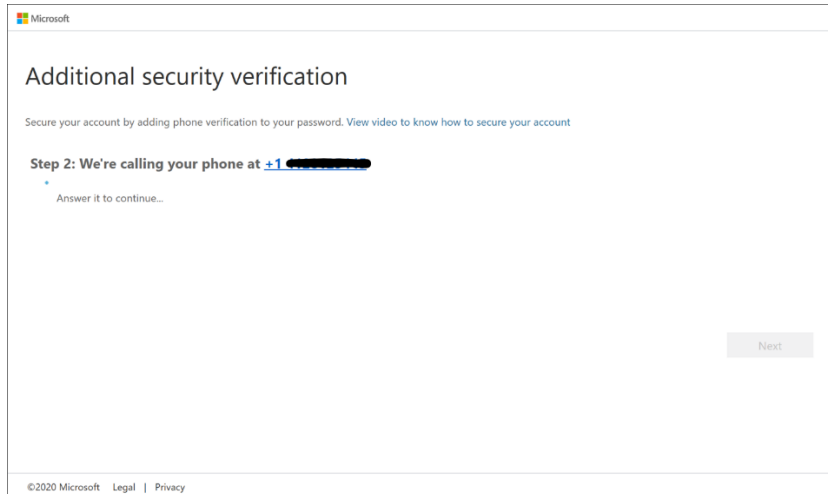 Microsoft
Additional security verification
Secure your account by adding phone verification to your password. View video to know how to secure your account
Step 2: We're calling your phone at +1
Answer it to continue...
Next
©2020 Microsoft Legal | Privacy